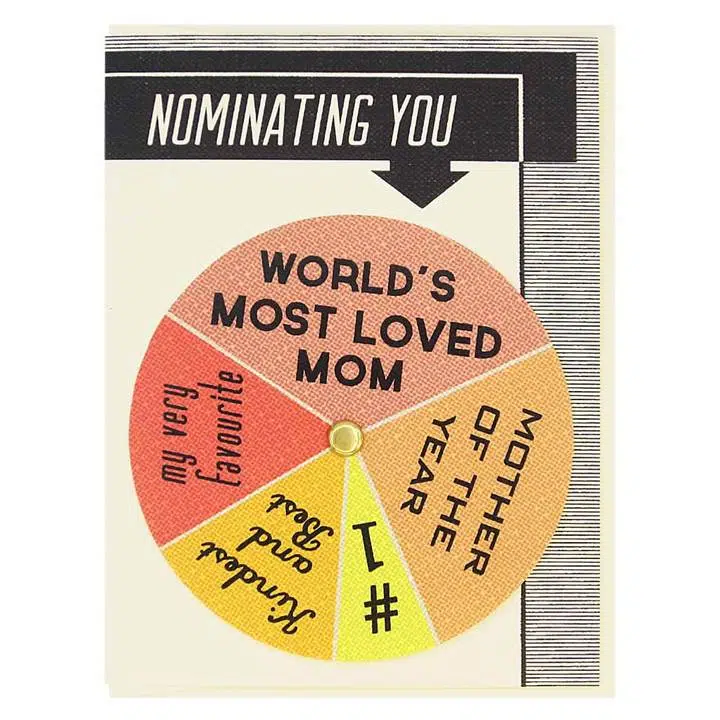 NOMINATING YOU
WORLD'S
MOST LOVED
MOM
MOTHER
OF THE
YEAR
#
1
Kindest
and
Best
my very
favourite